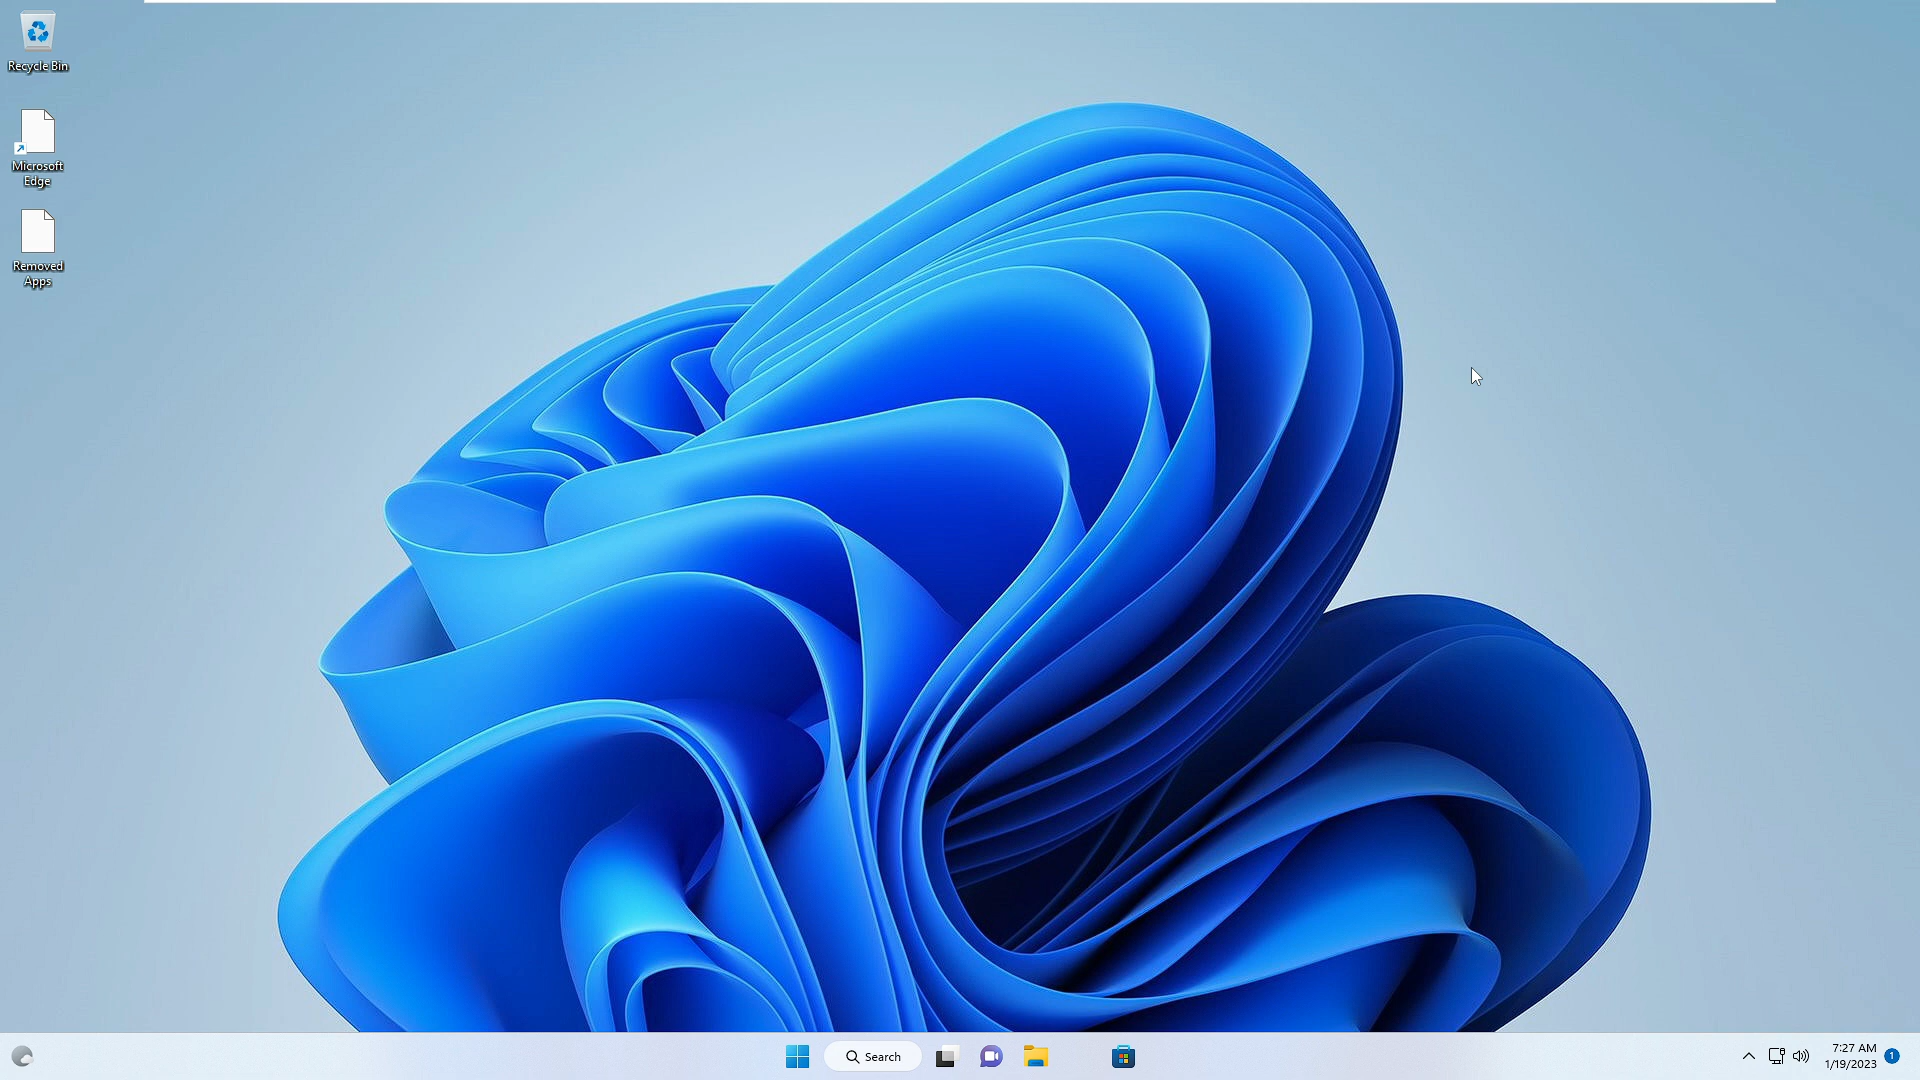 Recycle Bin
Microsoft
Edge
Removed
Apps
Search
7:27 AM
1/19/2023
1